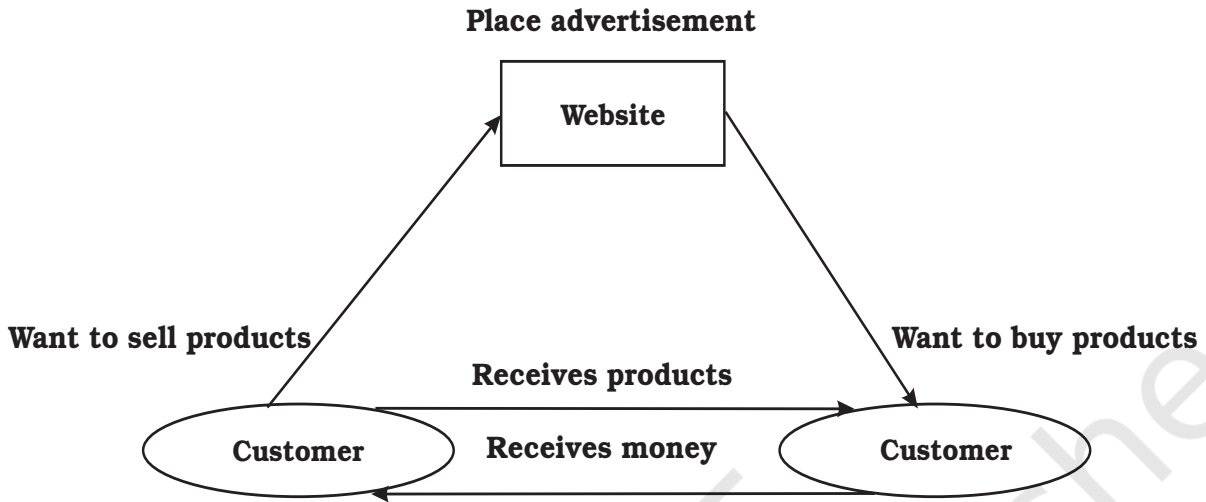 Place advertisement
Website
Want to sell products
Want to buy products
Receives products
Customer
Receives money
Customer